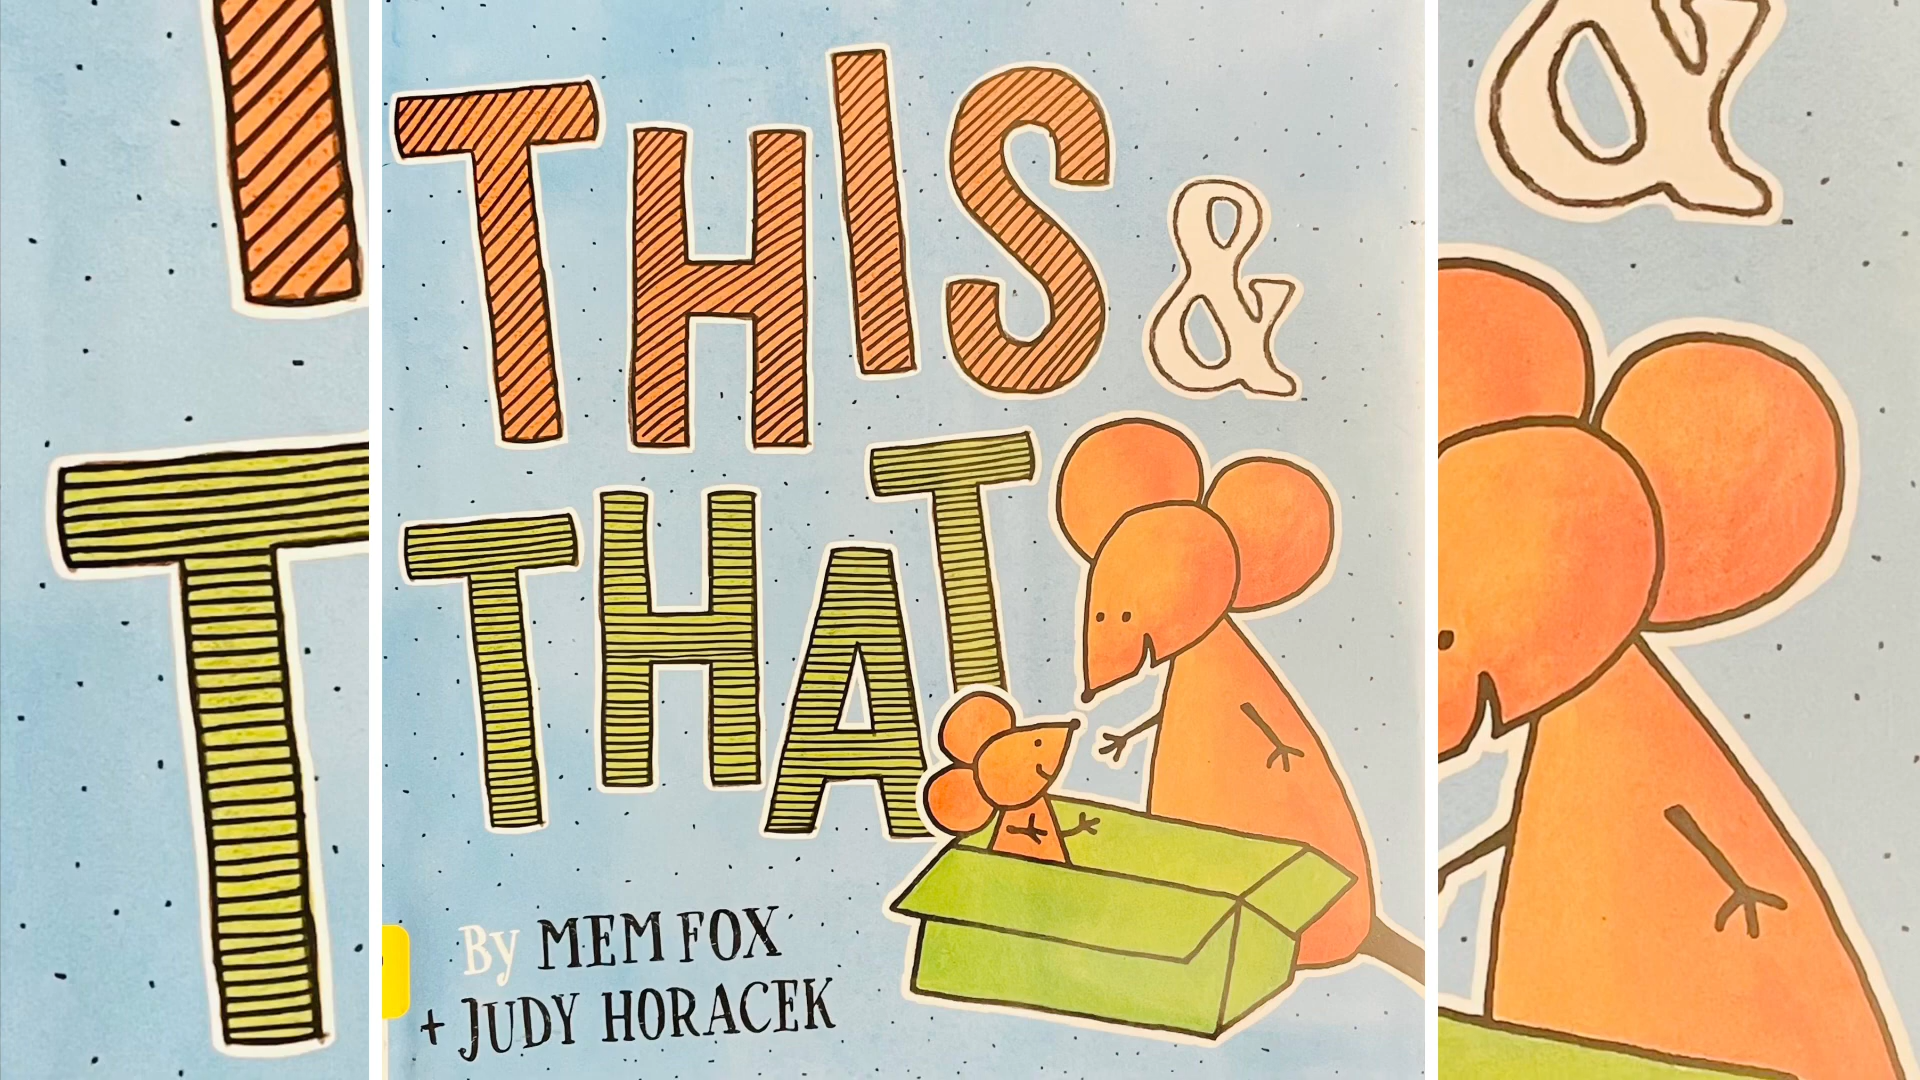 THIS &
THAT
By MEM FOX
+ JUDY HORACEK
T
T
&